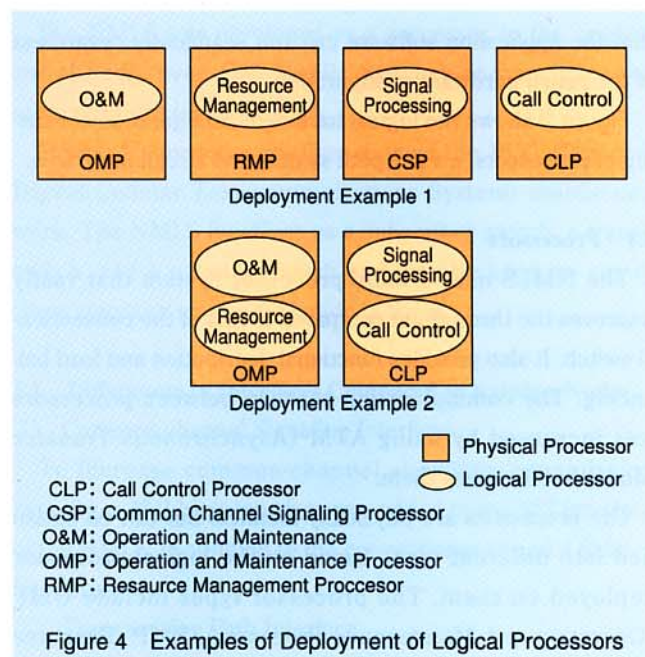 O&M
Resource
Management
Signal
Processing
Call Control
OMP
RMP
CSP
CLP
Deployment Example 1
O&M
Signal
Processing
Resource
Management
Call Control
OMP
CLP
Deployment Example 2
Physical Processor
Logical Processor
CLP: Call Control Processor
CSP: Common Channel Signaling Processor
O&M: Operation and Maintenance
OMP: Operation and Maintenance Processor
RMP: Resaurce Management Proccesor
Figure 4 Examples of Deployment of Logical Processors